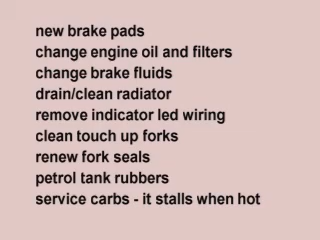 new brake pads
change engine oil and filters
change brake fluids
drain/clean radiator
remove indicator led wiring
clean touch up forks
renew fork seals
petrol tank rubbers
service carbs - it stalls when hot